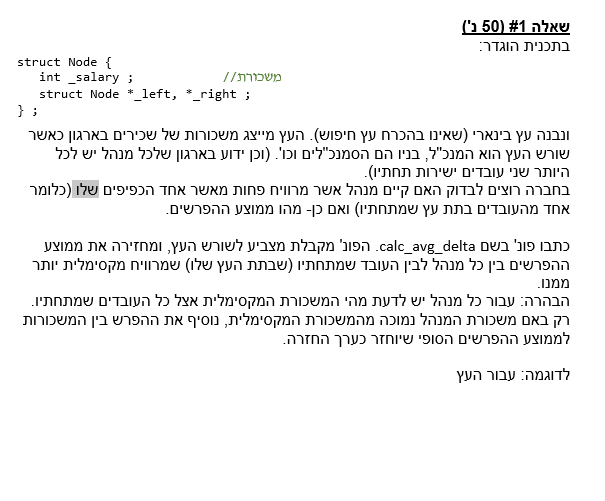 שאלה #1 (50 נ')
בתכנית הוגדר:
struct Node {
int _salary ; //משכורת
struct Node *_left, *_right ;
} ;
ונבנה עץ בינארי (שאינו בהכרח עץ חיפוש). העץ מייצג משכורות של שכירים בארגון כאשר
שורש העץ הוא המנכ"ל, בניו הם הסמנכ"לים וכו'. (וכן ידוע בארגון שלכל מנהל יש לכל
היותר שני עובדים ישירות תחתיו).
בחברה רוצים לבדוק האם קיים מנהל אשר מרוויח פחות מאשר אחד הכפיפים שלו (כלומר
אחד מהעובדים בתת עץ שמתחתיו) ואם כן- מהו ממוצע ההפרשים.
כתבו פונ' בשם calc_avg_delta. הפונ' מקבלת מצביע לשורש העץ, ומחזירה את ממוצע
ההפרשים בין כל מנהל לבין העובד שמתחתיו (שבתת העץ שלו) שמרוויח מקסימלית יותר
ממנו.
הבהרה: עבור כל מנהל יש לדעת מהי המשכורת המקסימלית אצל כל העובדים שמתחתיו.
רק באם משכורת המנהל נמוכה מהמשכורת המקסימלית, נוסיף את ההפרש בין המשכורות
לממוצע ההפרשים הסופי שיוחזר כערך החזרה.
לדוגמה: עבור העץ